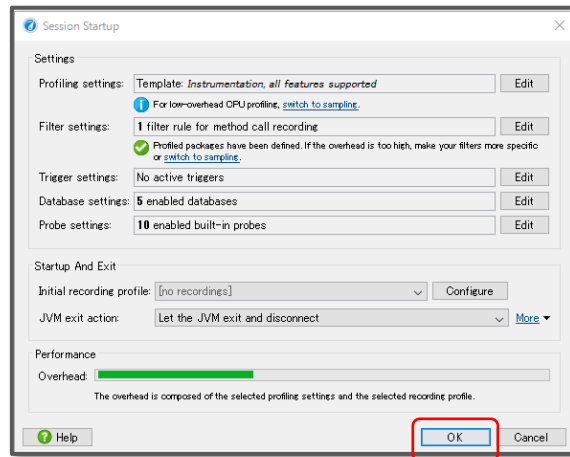 Session Startup
Settings
Profiling settings: Template: Instrumentation, all features supported Edit
For low-overhead CPU profiling, switch to sampling.
Filter settings: 1 filter rule for method call recording Edit
Profiled packages have been defined. If the overhead is too high, make your filters more specific
or switch to sampling.
Trigger settings: No active triggers Edit
Database settings: 5 enabled databases Edit
Probe settings: 10 enabled built-in probes Edit
Startup And Exit
Initial recording profile: [no recordings] Configure
JVM exit action: Let the JVM exit and disconnect More
Performance
Overhead:
The overhead is composed of the selected profiling settings and the selected recording profile.
Help OK Cancel